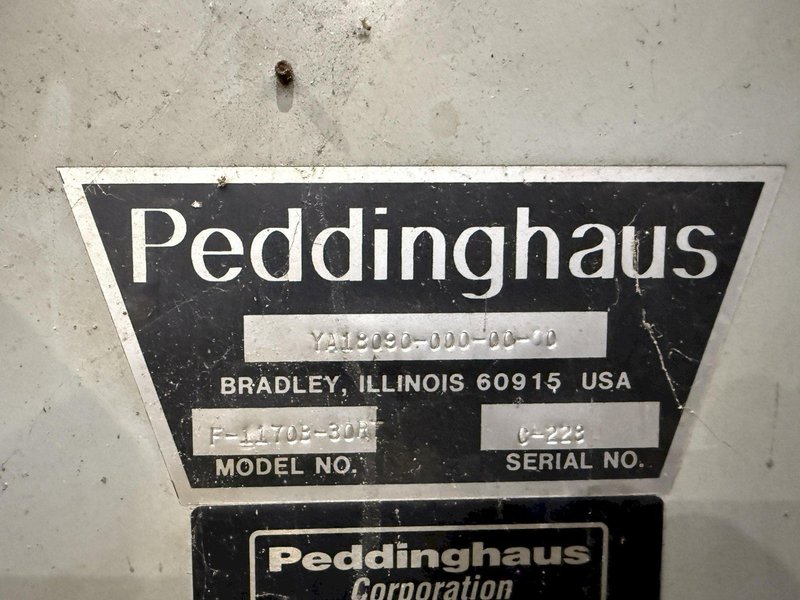 Peddinghaus
YA18090-000-00-00
BRADLEY, ILLINOIS 60915 USA
MODEL NO.
SERIAL NO.
Peddinghaus
Corporation